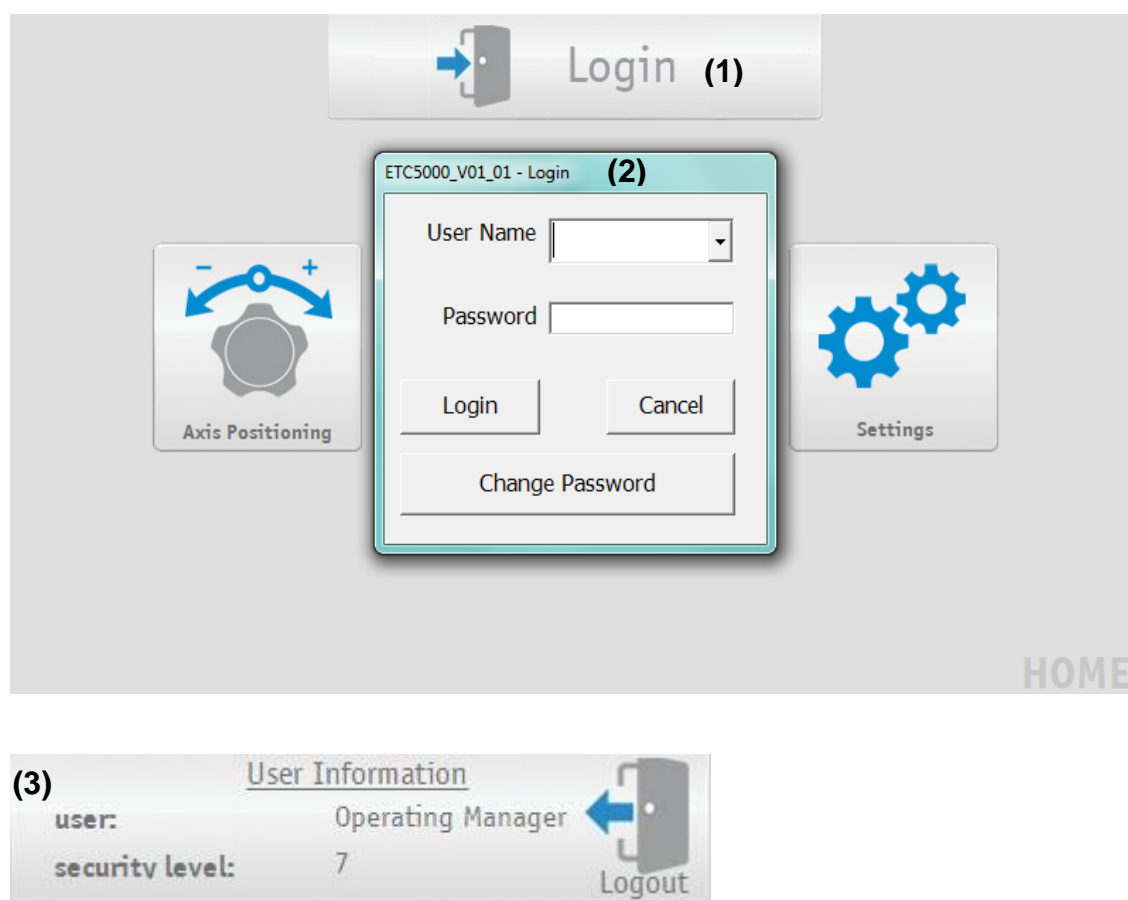 Login (1)
ETC5000_V01_01 - Login (2)
User Name
Password
Login Cancel
Change Password
- +
Axis Positioning
Settings
HOME
(3) User Information
user: Operating Manager
security level: 7
Logout